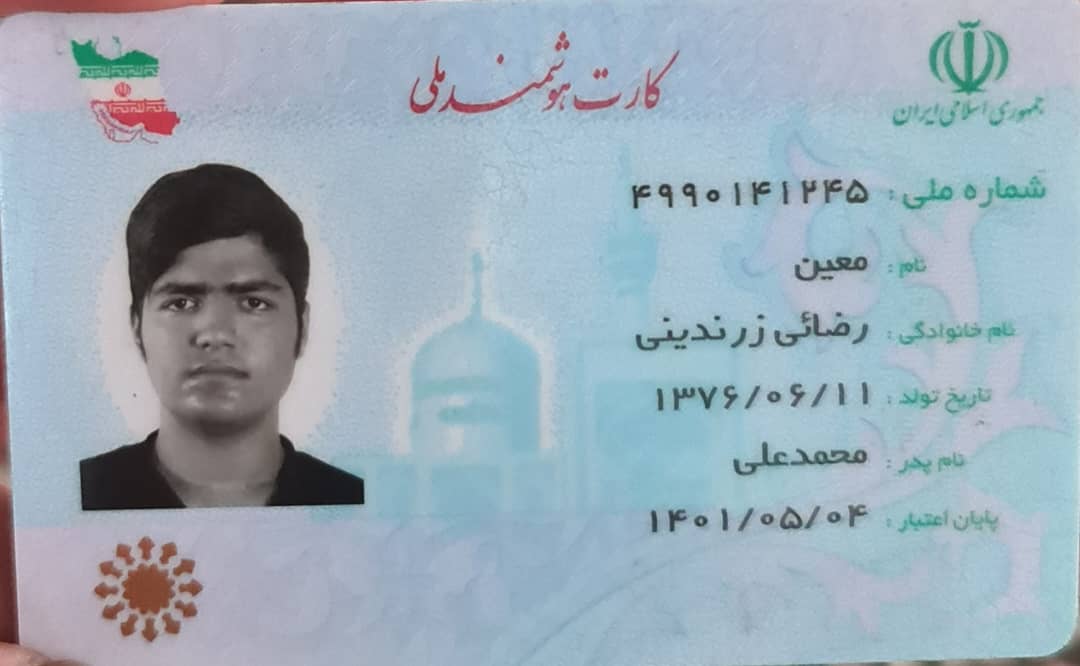 کارت هوشمند ملی
جمهوری اسلامی ایران
شماره ملی : ۴۹۹۰۱۴۱۲۴۵
نام : معین
نام خانوادگی : رضائی زرندینی
تاریخ تولد : ۱۳۷۶/۰۶/۱۱
نام پدر : محمدعلی
پایان اعتبار : ۱۴۰۱/۰۵/۰۴